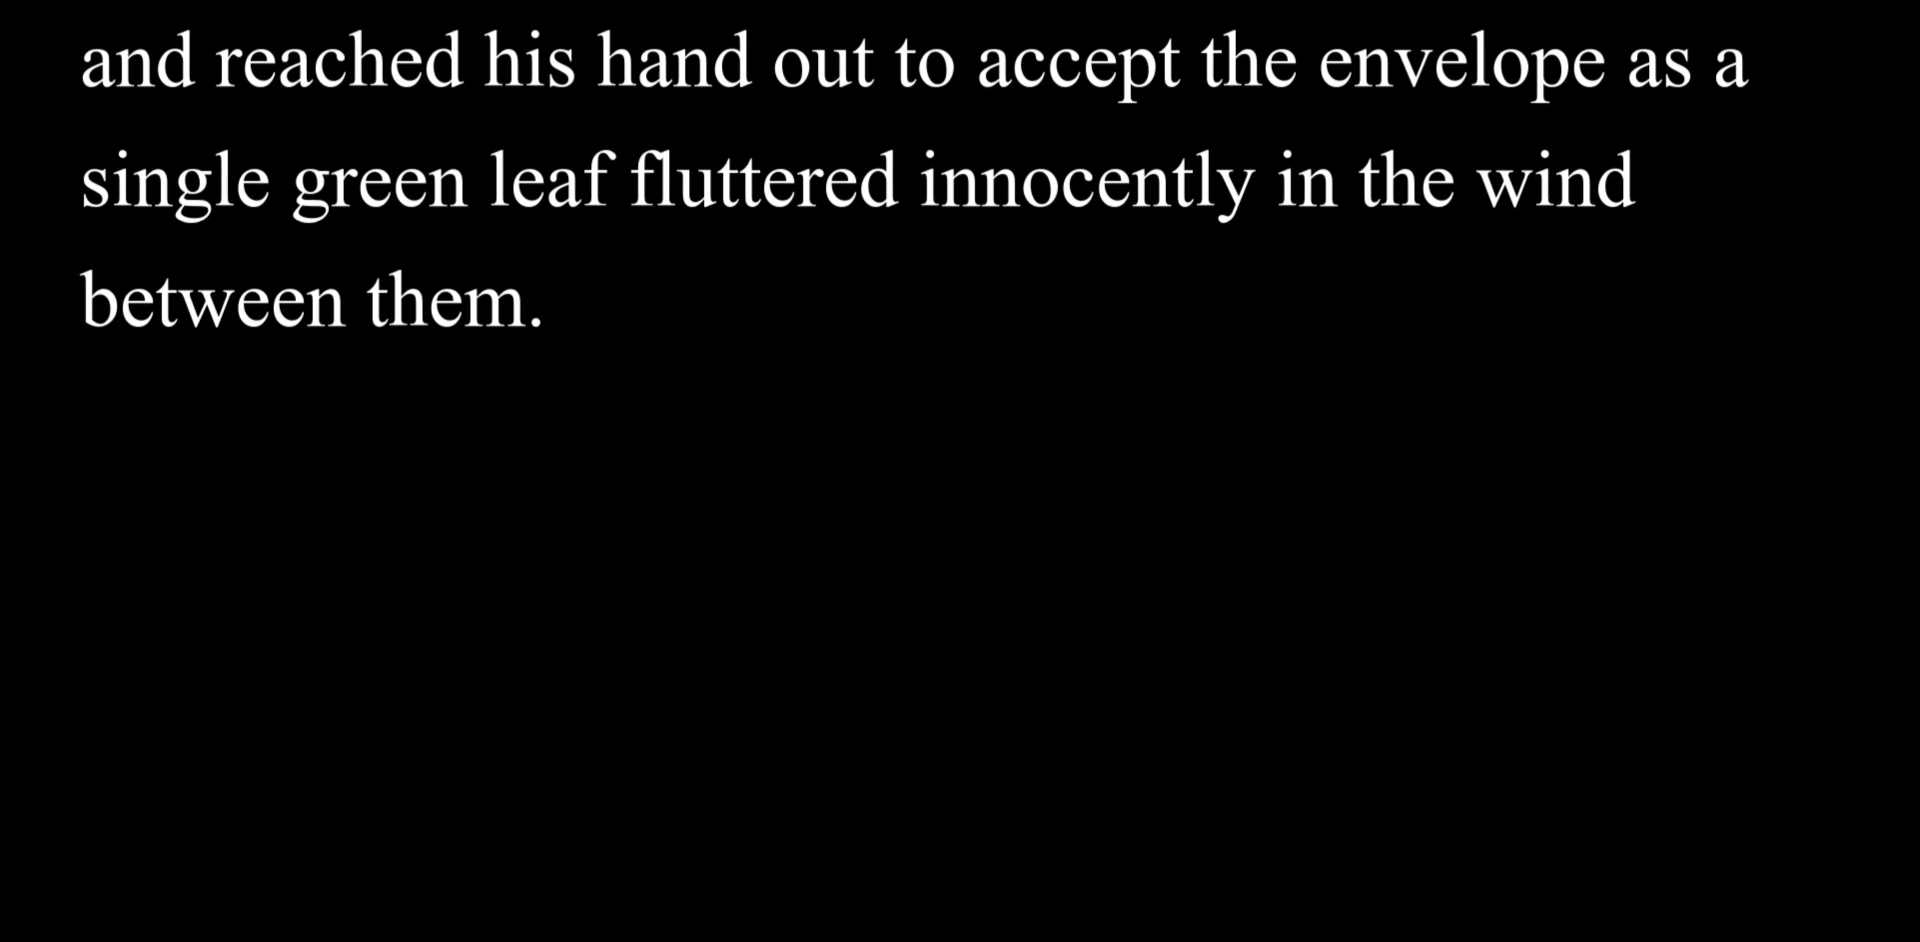 and reached his hand out to accept the envelope as a
single green leaf fluttered innocently in the wind
between them.